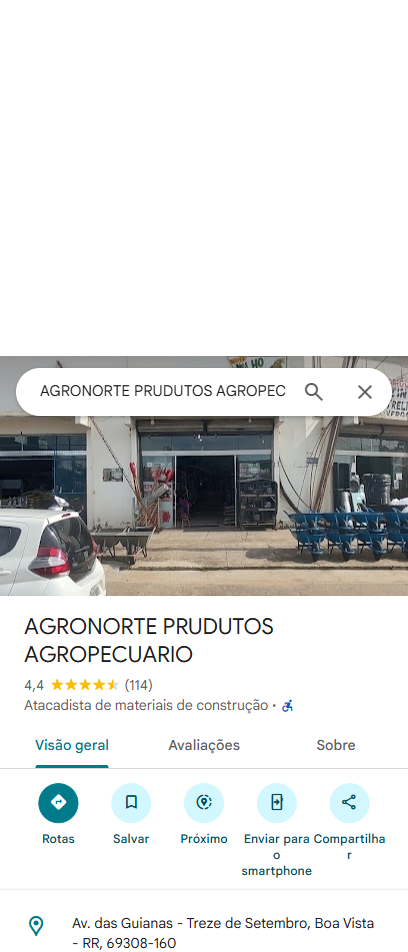 AGRONORTE PRUDUTOS AGROPEC
AGRONORTE PRUDUTOS
AGROPECUARIO
4,4 (114)
Atacadista de materiais de construção •
Visão geral
Avaliações
Sobre
Rotas
Salvar
Próximo
Enviar para
o
smartphone
Compartilha
r
Av. das Guianas - Treze de Setembro, Boa Vista
- RR, 69308-160